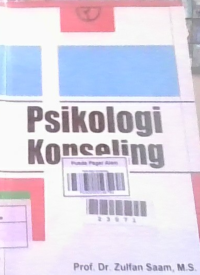 Psikologi
Konseling
Prof. Dr. Zulfan Saam, M.S.